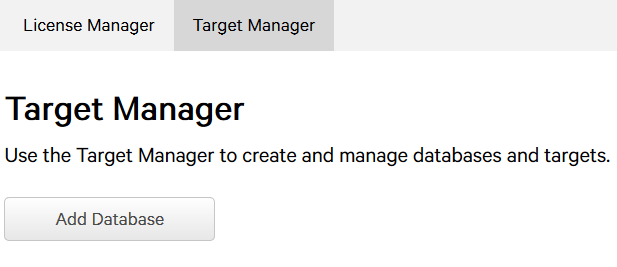 License Manager Target Manager
Target Manager
Use the Target Manager to create and manage databases and targets.
Add Database